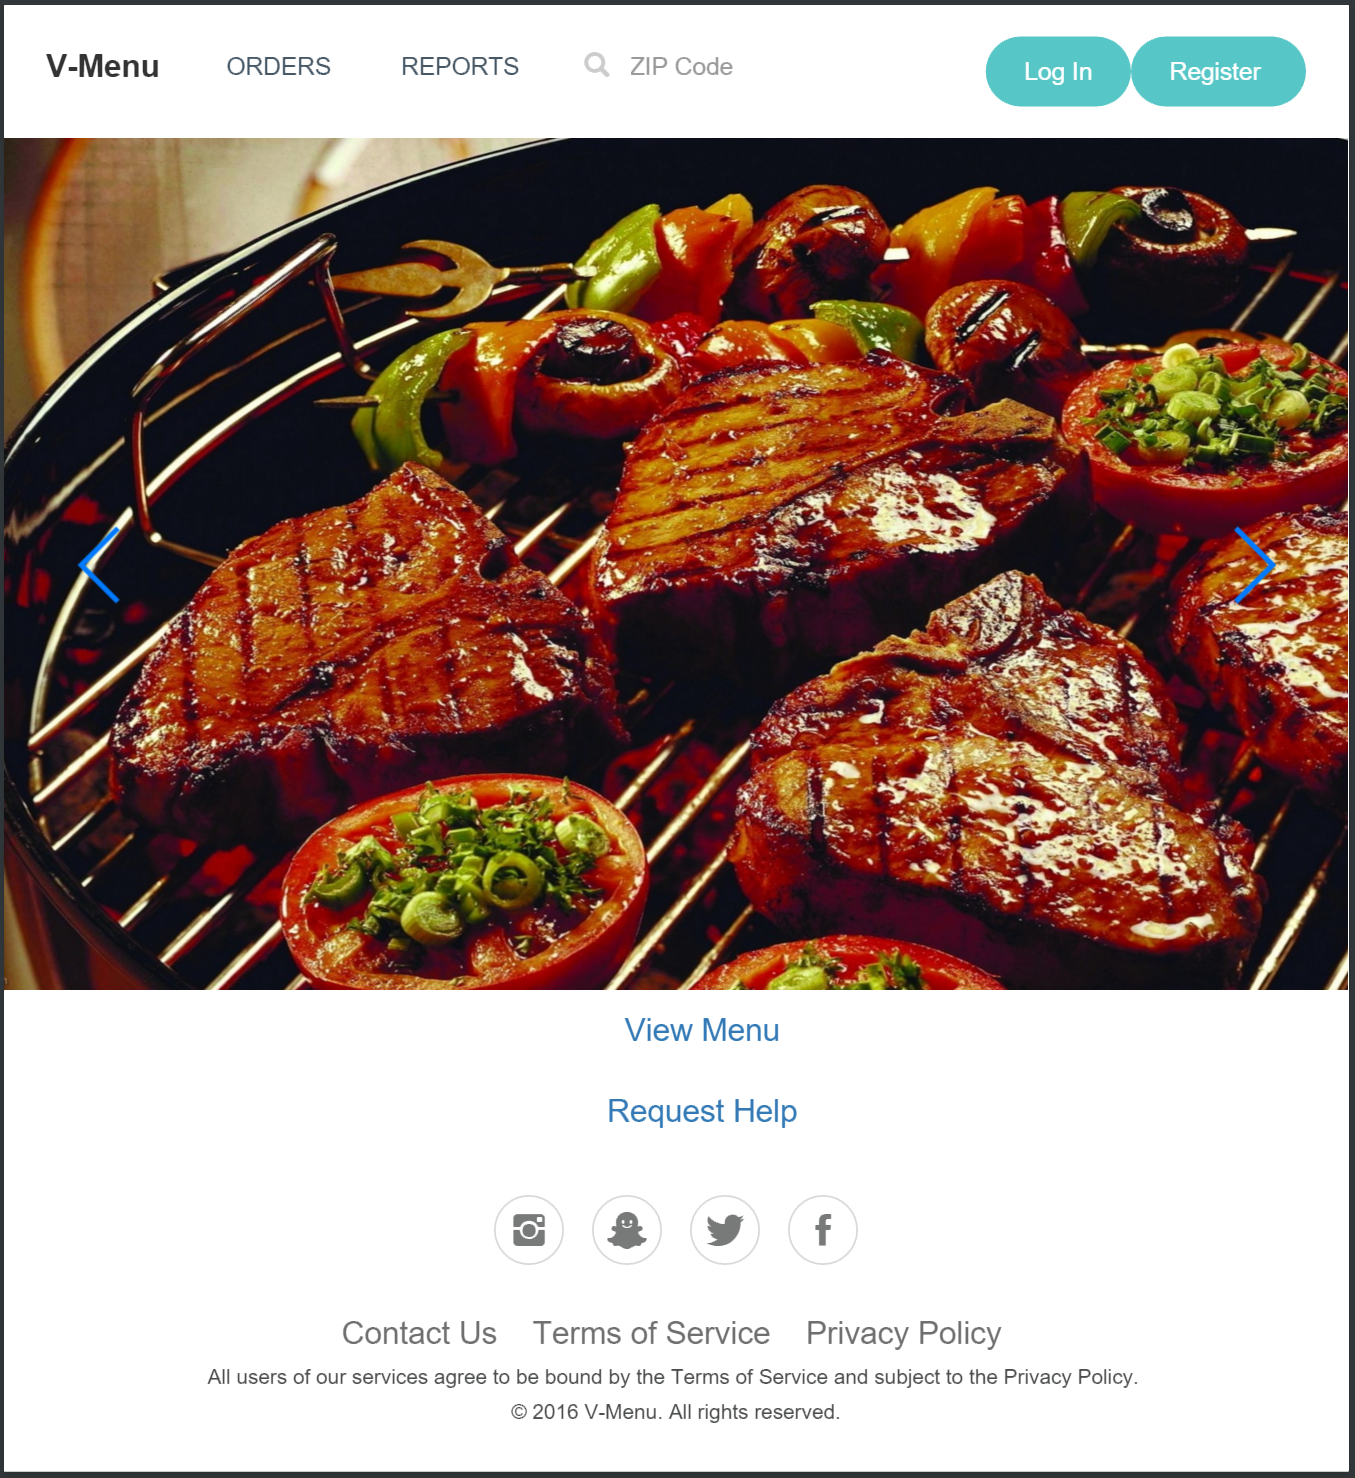 V-Menu ORDERS REPORTS ZIP Code Log In Register
View Menu
Request Help
Contact Us Terms of Service Privacy Policy
All users of our services agree to be bound by the Terms of Service and subject to the Privacy Policy.
© 2016 V-Menu. All rights reserved.